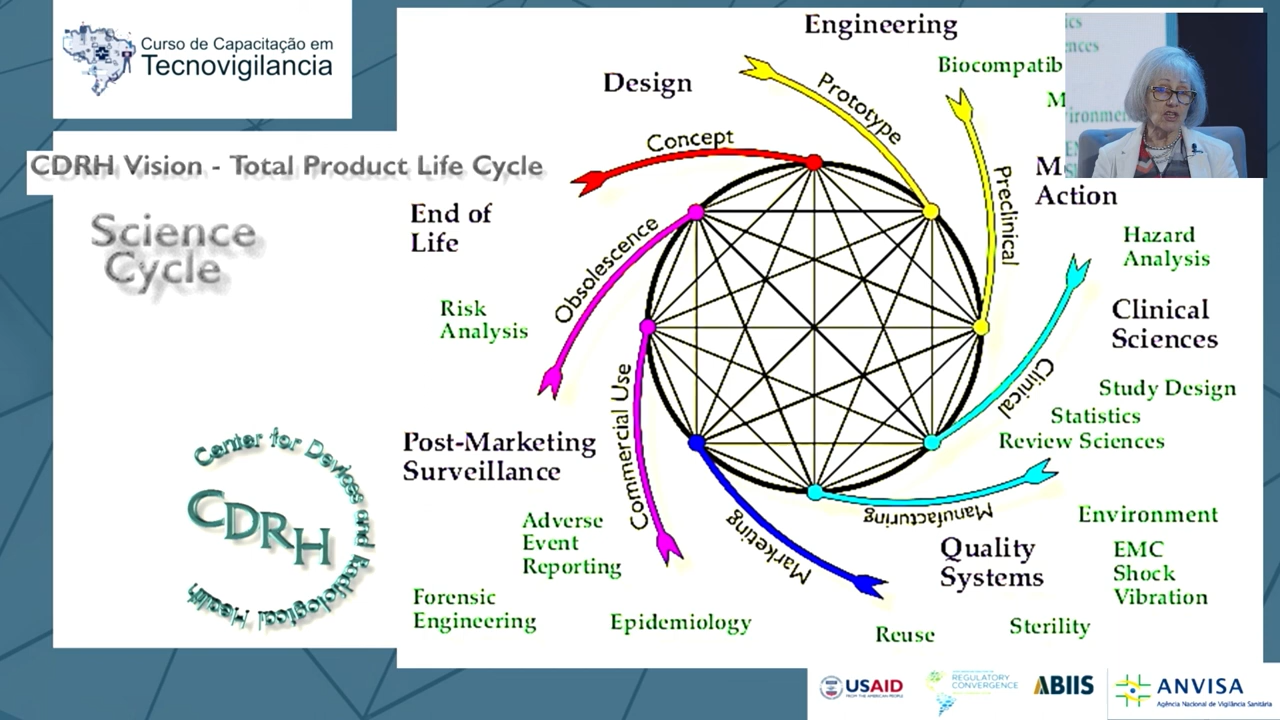 Curso de Capacitação em
Tecnovigilancia
CDRH Vision - Total Product Life Cycle
Science
Cycle
Center for Devices and Radiological Health
CDRH
Engineering
Design
Biocompatib
Concept
Prototype
Preclinical
Action
End of
Life
Obsolescence
Hazard
Analysis
Risk
Analysis
Clinical
Sciences
Clinical
Study Design
Statistics
Review Sciences
Post-Marketing
Surveillance
Commercial Use
Manufacturing
Marketing
Environment
Quality
Systems
EMC
Shock
Vibration
Adverse
Event
Reporting
Forensic
Engineering
Epidemiology
Reuse
Sterility
USAID
FROM THE AMERICAN PEOPLE
REGULATORY
CONVERGENCE
ABIIS
ANVISA
Agência Nacional de Vigilância Sanitária